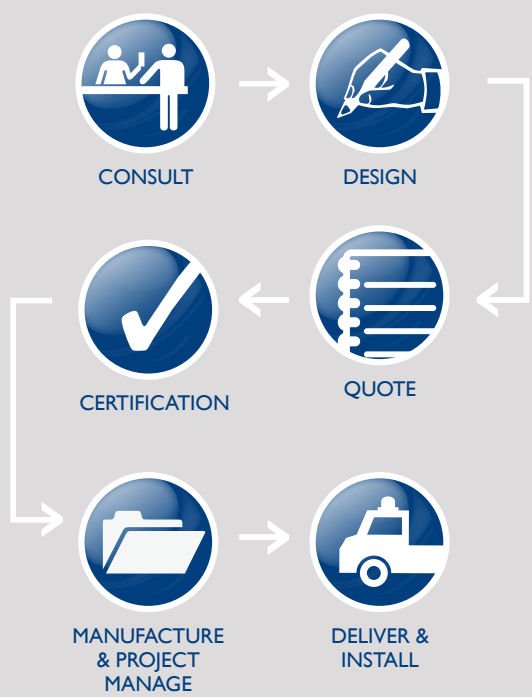 CONSULT
DESIGN
QUOTE
CERTIFICATION
MANUFACTURE
& PROJECT
MANAGE
DELIVER &
INSTALL